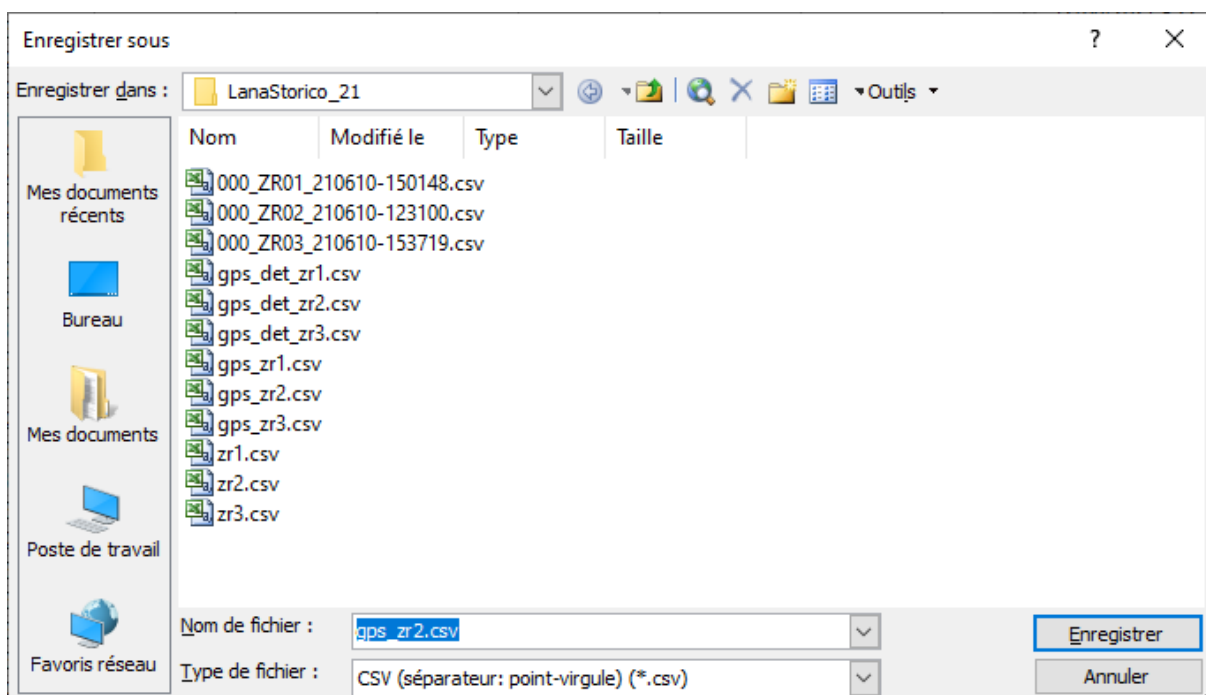 Enregistrer sous ?
Enregistrer dans : LanaStorico_21 Outils
Nom Modifié le Type Taille
Mes documents récents
Bureau
Mes documents
Poste de travail
Favoris réseau
000_ZR01_210610-150148.csv
000_ZR02_210610-123100.csv
000_ZR03_210610-153719.csv
gps_det_zr1.csv
gps_det_zr2.csv
gps_det_zr3.csv
gps_zr1.csv
gps_zr2.csv
gps_zr3.csv
zr1.csv
zr2.csv
zr3.csv
Nom de fichier : gps_zr2.csv Enregistrer
Type de fichier : CSV (séparateur: point-virgule) (*.csv) Annuler